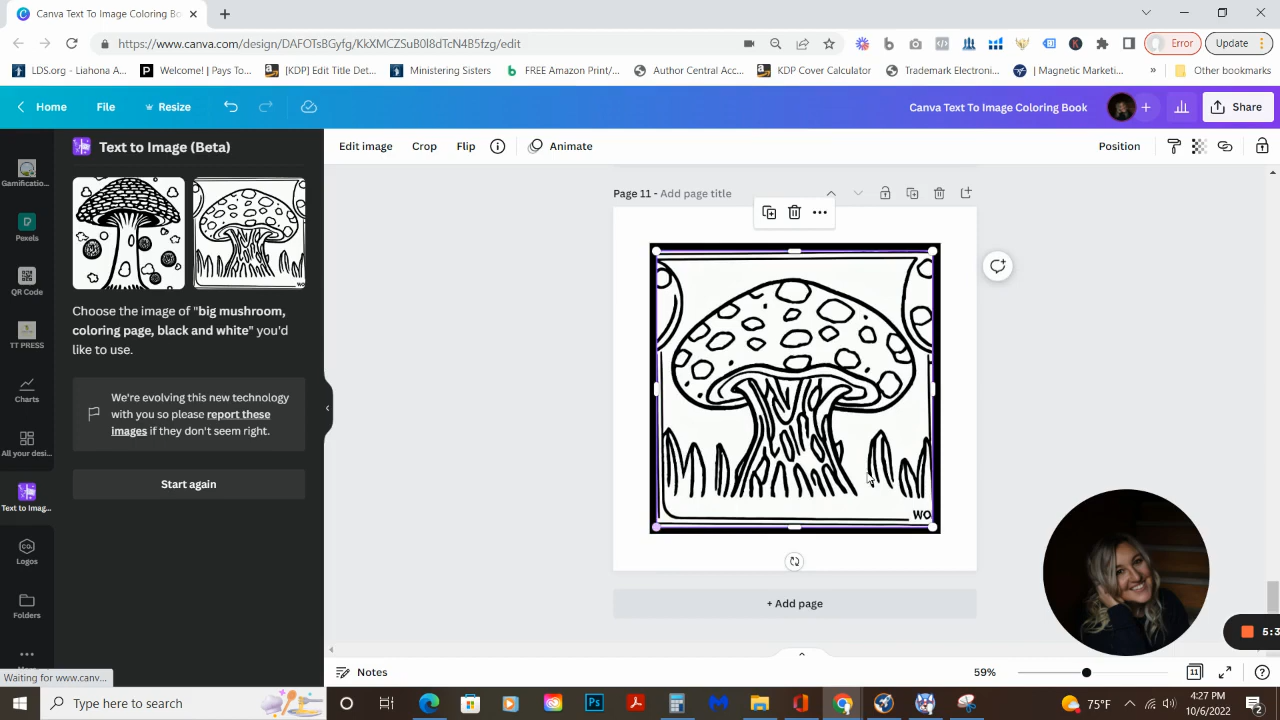 Canva Text To Image Coloring Bo
https://www.canva.com/design/DAFOTsBGyfg/KkXMCZSuB0I8dTcN4B5fzg/edit
Error
Update
LDS.org - Liahona A...
Welcome! | Pays To...
[KDP] Edit Title Det...
Ministering Sisters
FREE Amazon Print/...
Author Central Acc...
KDP Cover Calculator
Trademark Electroni...
| Magnetic Marketi...
Other bookmarks
Home
File
Resize
Canva Text To Image Coloring Book
Share
Text to Image (Beta)
Edit image
Crop
Flip
Animate
Position
Gamificatio...
Pexels
QR Code
TT PRESS
Charts
All your desi...
Text to Imag...
Logos
Folders
Choose the image of "big mushroom,
coloring page, black and white" you'd
like to use.
We're evolving this new technology
with you so please report these
images if they don't seem right.
Start again
Page 11 - Add page title
WO
+ Add page
5:3
Waiting for www.canv...
Notes
59%
11
Type here to search
Ps
75°F
4:27 PM
10/6/2022
2